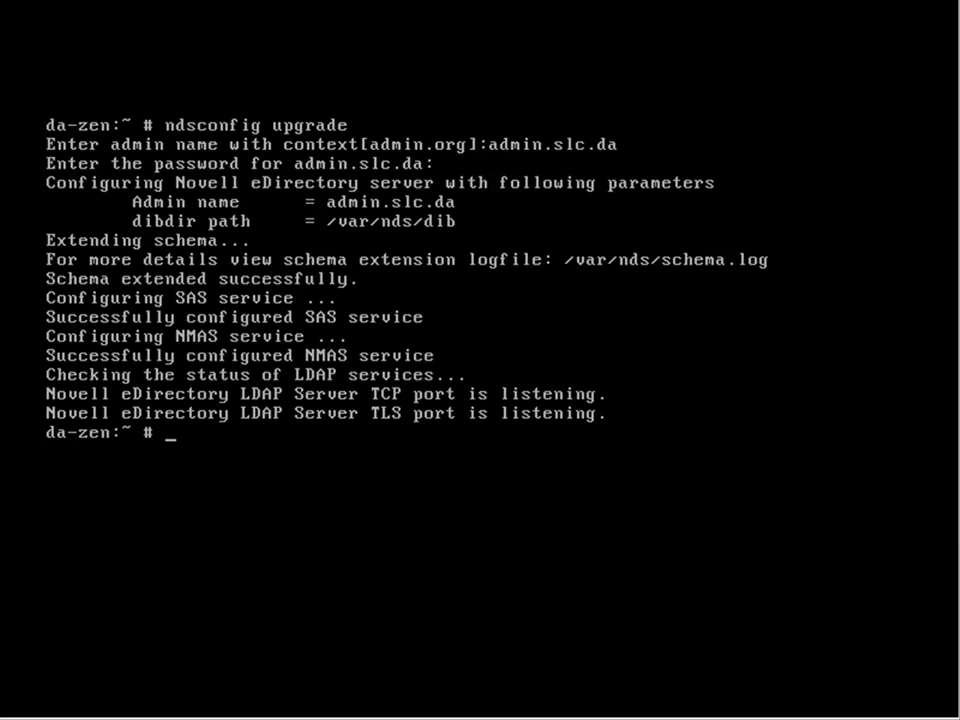 da-zen:~ # ndsconfig upgrade
Enter admin name with context[admin.org]:admin.slc.da
Enter the password for admin.slc.da:
Configuring Novell eDirectory server with following parameters
        Admin name      = admin.slc.da
        dibdir path     = /var/nds/dib
Extending schema...
For more details view schema extension logfile: /var/nds/schema.log
Schema extended successfully.
Configuring SAS service ...
Successfully configured SAS service
Configuring NMAS service ...
Successfully configured NMAS service
Checking the status of LDAP services...
Novell eDirectory LDAP Server TCP port is listening.
Novell eDirectory LDAP Server TLS port is listening.
da-zen:~ # _